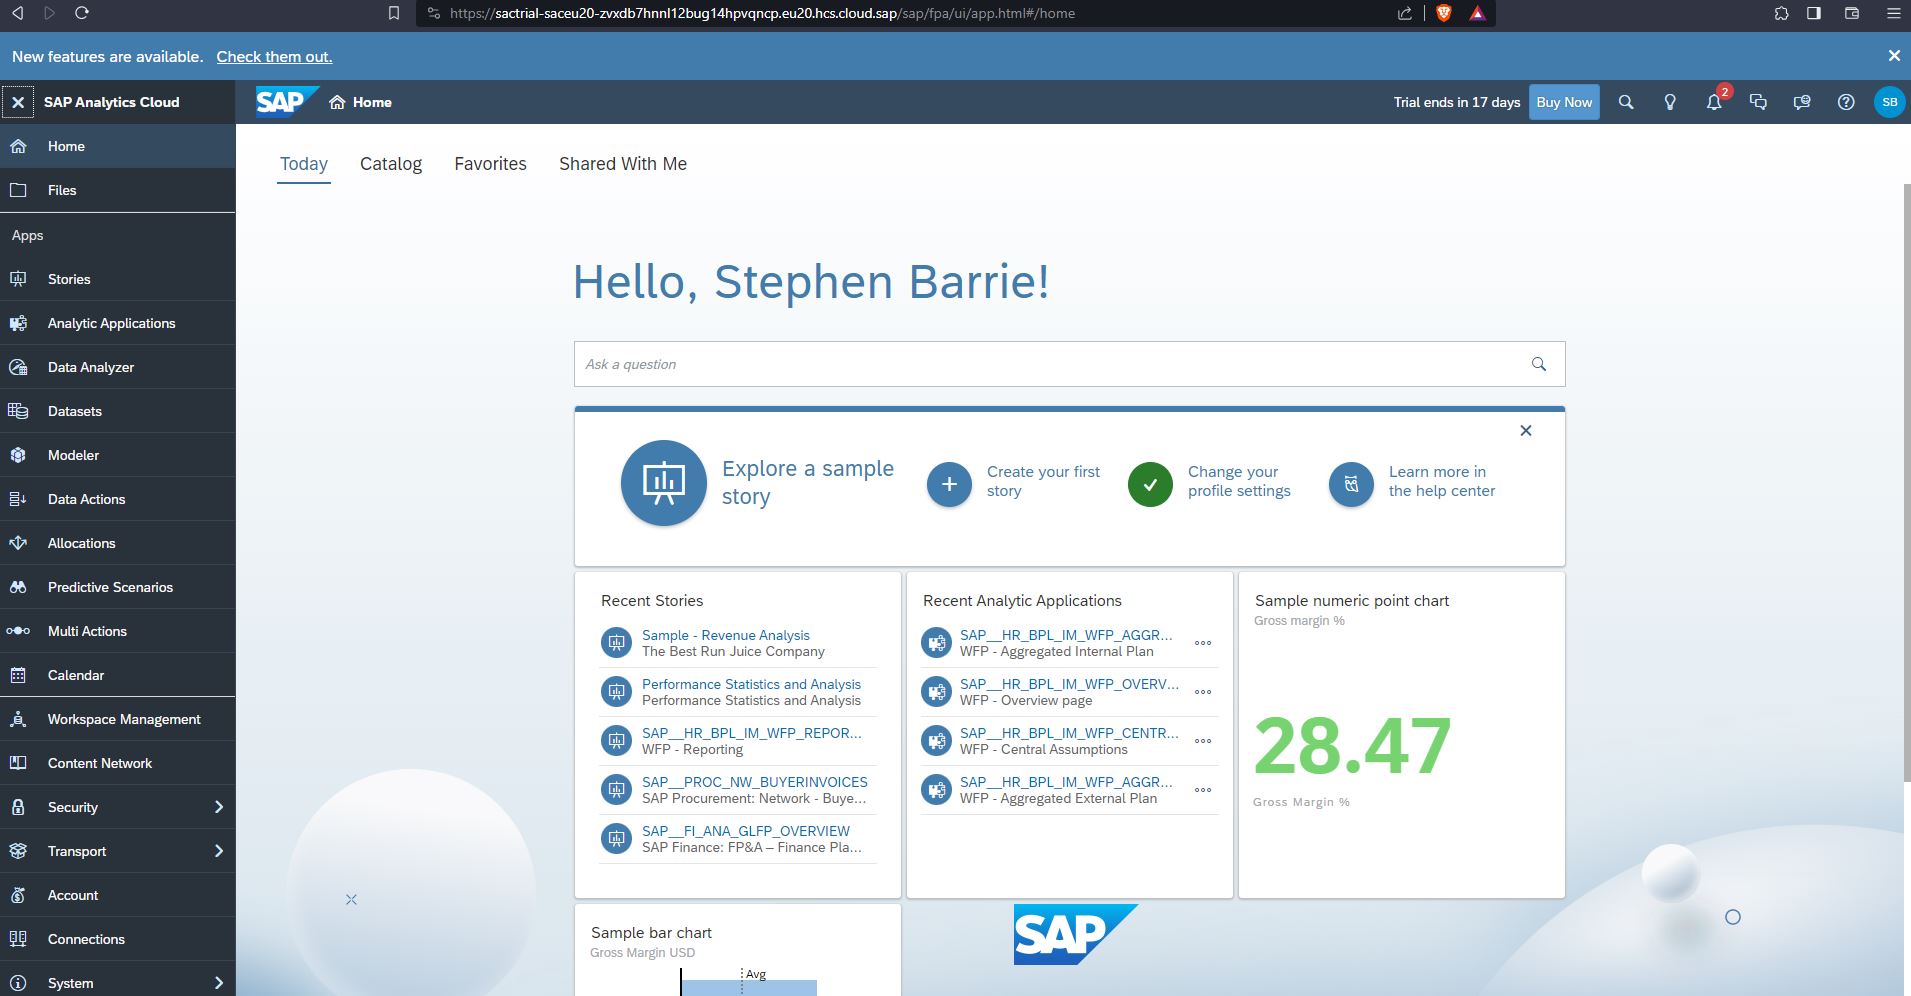 https://sactrial-saceu20-zvxdb7hnnl12bug14hpvqncp.eu20.hcs.cloud.sap/sap/fpa/ui/app.html#/home
New features are available. Check them out.
SAP Analytics Cloud
SAP Home
Trial ends in 17 days Buy Now
2
SB
Home
Files
Apps
Stories
Analytic Applications
Data Analyzer
Datasets
Modeler
Data Actions
Allocations
Predictive Scenarios
Multi Actions
Calendar
Workspace Management
Content Network
Security
Transport
Account
Connections
System
Today Catalog Favorites Shared With Me
Hello, Stephen Barrie!
Ask a question
Explore a sample
story
Create your first
story
Change your
profile settings
Learn more in
the help center
Recent Stories
Sample - Revenue Analysis
The Best Run Juice Company
Performance Statistics and Analysis
Performance Statistics and Analysis
SAP__HR_BPL_IM_WFP_REPOR...
WFP - Reporting
SAP__PROC_NW_BUYERINVOICES
SAP Procurement: Network - Buye...
SAP__FI_ANA_GLFP_OVERVIEW
SAP Finance: FP&A – Finance Pla...
Recent Analytic Applications
SAP__HR_BPL_IM_WFP_AGGR...
WFP - Aggregated Internal Plan
SAP__HR_BPL_IM_WFP_OVERV...
WFP - Overview page
SAP__HR_BPL_IM_WFP_CENTR...
WFP - Central Assumptions
SAP__HR_BPL_IM_WFP_AGGR...
WFP - Aggregated External Plan
Sample numeric point chart
Gross margin %
28.47
Gross Margin %
Sample bar chart
Gross Margin USD
Avg
SAP